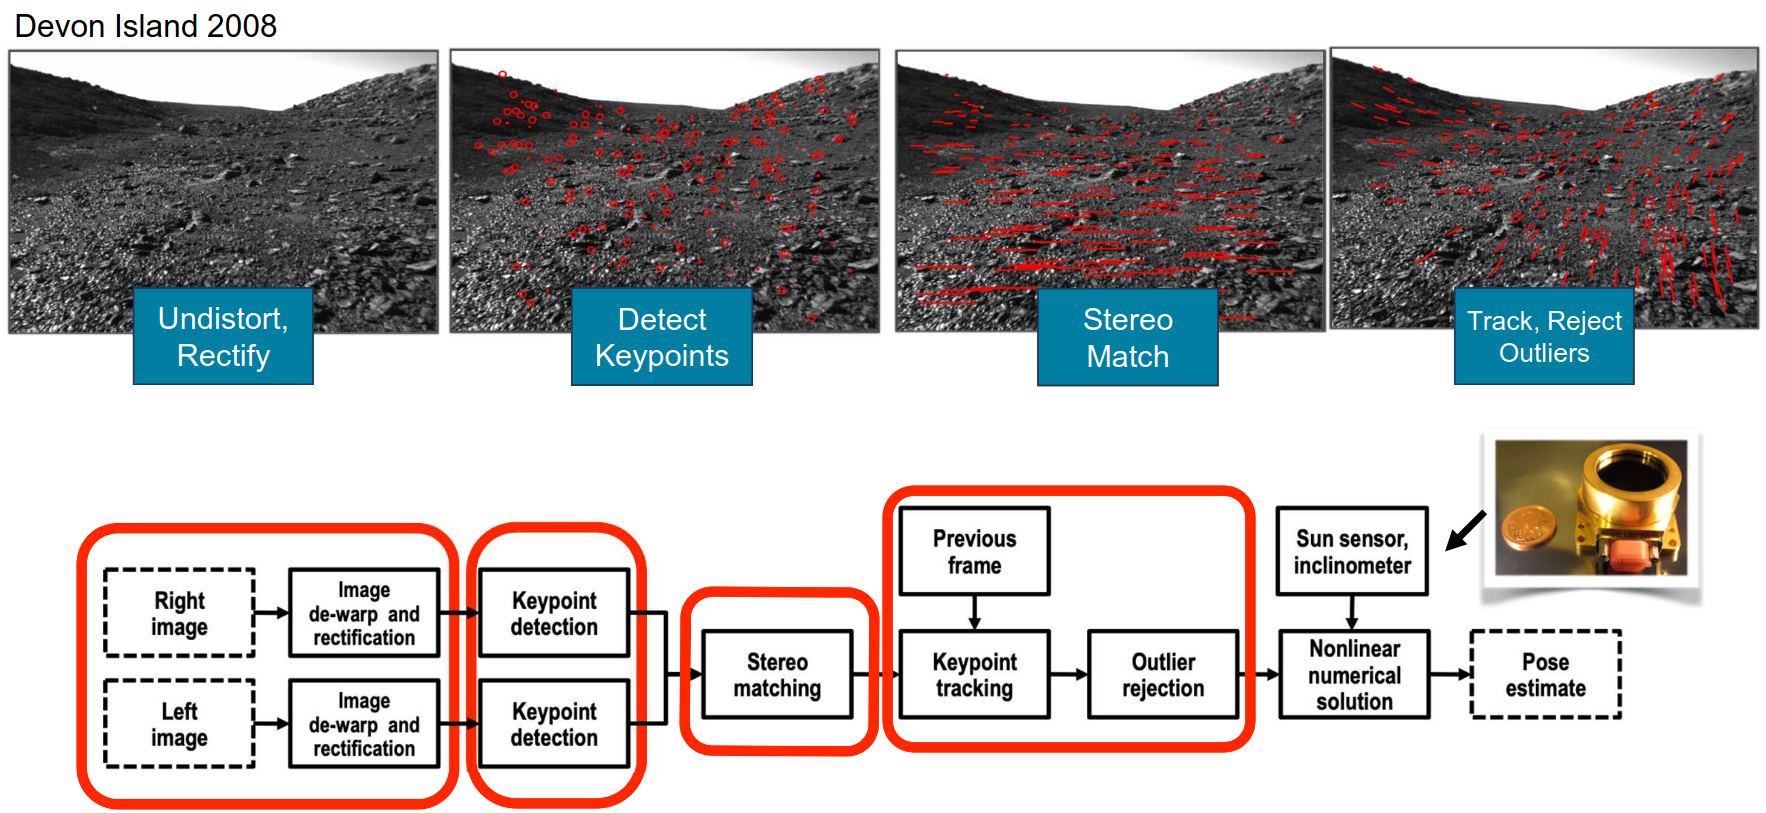 Devon Island 2008
Undistort,
Rectify
Detect
Keypoints
Stereo
Match
Track, Reject
Outliers
Right
image
Image
de-warp and
rectification
Keypoint
detection
Left
image
Image
de-warp and
rectification
Keypoint
detection
Stereo
matching
Previous
frame
Keypoint
tracking
Outlier
rejection
Sun sensor,
inclinometer
Nonlinear
numerical
solution
Pose
estimate